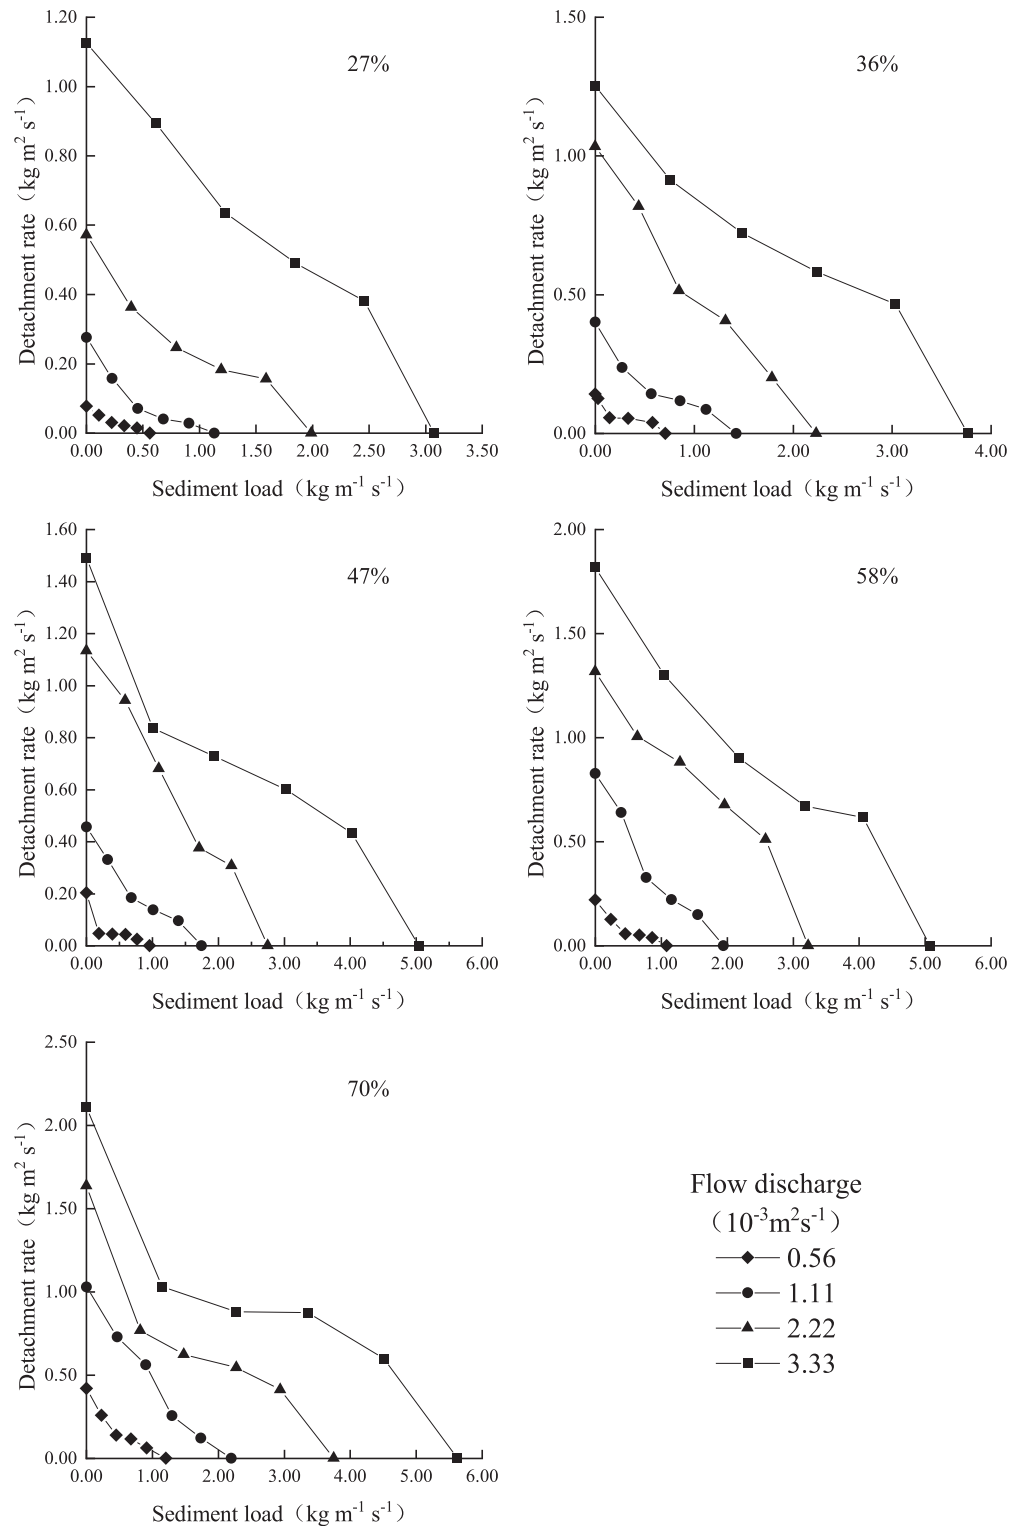 1.20
1.00
0.80
0.60
0.40
0.20
0.00
Detachment rate（kg m² s⁻¹）
27%
0.00 0.50 1.00 1.50 2.00 2.50 3.00 3.50
Sediment load（kg m⁻¹ s⁻¹）
1.50
1.00
0.50
0.00
Detachment rate（kg m² s⁻¹）
36%
0.00 1.00 2.00 3.00 4.00
Sediment load（kg m⁻¹ s⁻¹）
1.60
1.40
1.20
1.00
0.80
0.60
0.40
0.20
0.00
Detachment rate（kg m² s⁻¹）
47%
0.00 1.00 2.00 3.00 4.00 5.00 6.00
Sediment load（kg m⁻¹ s⁻¹）
2.00
1.50
1.00
0.50
0.00
Detachment rate（kg m² s⁻¹）
58%
0.00 1.00 2.00 3.00 4.00 5.00 6.00
Sediment load（kg m⁻¹ s⁻¹）
2.50
2.00
1.50
1.00
0.50
0.00
Detachment rate（kg m² s⁻¹）
70%
0.00 1.00 2.00 3.00 4.00 5.00 6.00
Sediment load（kg m⁻¹ s⁻¹）
Flow discharge
（10⁻³m²s⁻¹）
0.56
1.11
2.22
3.33